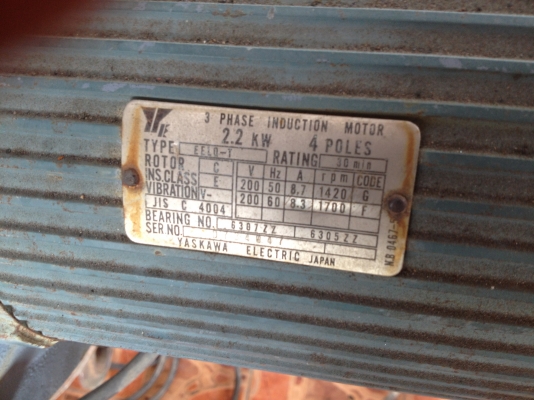 3 PHASE INDUCTION MOTOR
2.2 KW 4 POLES
TYPE EELQ- RATING 30 min
ROTOR C V Hz A rpm CODE
INS.CLASS E 200 50 8.7 1420 G
VIBRATION V- 200 60 8.3 1700 F
JIS C 4004
BEARING NO. 6307ZZ 6305ZZ
SER NO.
YASKAWA ELECTRIC JAPAN